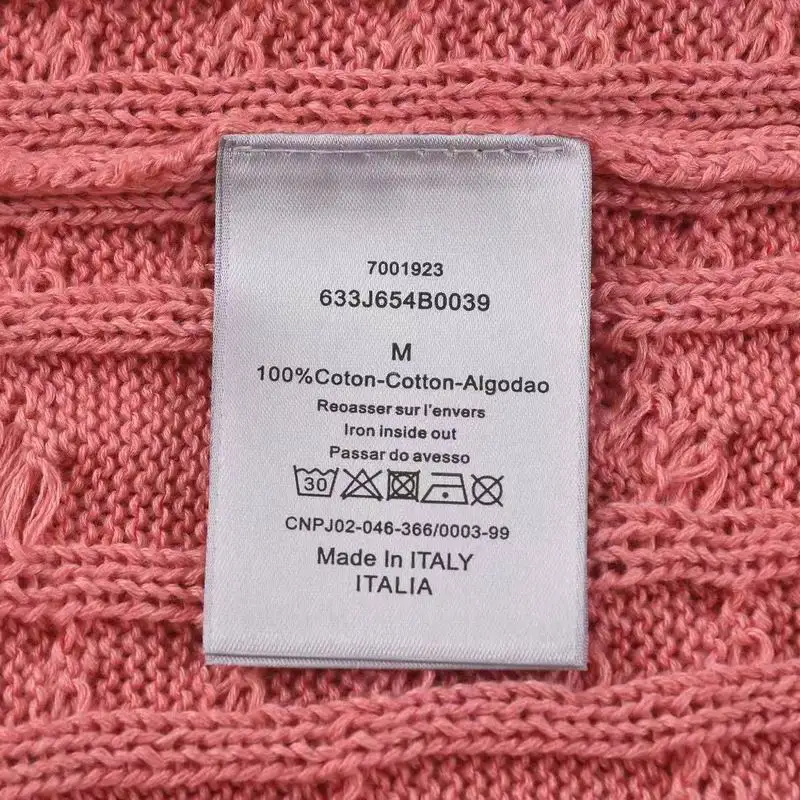 7001923
633J654B0039
M
100%Coton-Cotton-Algodao
Reoasser sur l'envers
Iron inside out
Passar do avesso
30
CNPJ02-046-366/0003-99
Made In ITALY
ITALIA